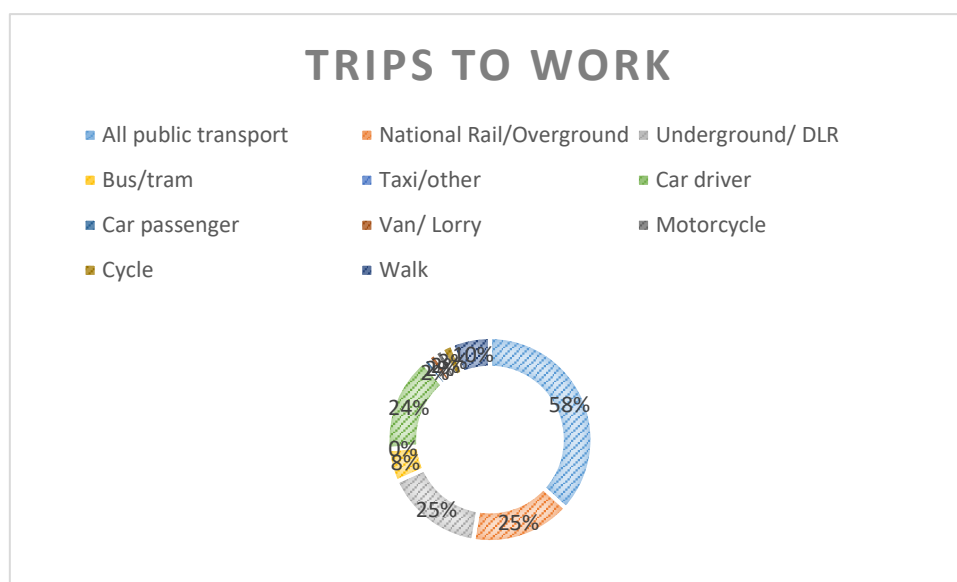 TRIPS TO WORK
All public transport National Rail/Overground Underground/ DLR
Bus/tram Taxi/other Car driver
Car passenger Van/ Lorry Motorcycle
Cycle Walk
10%
58%
24%
0%
8%
25%
25%